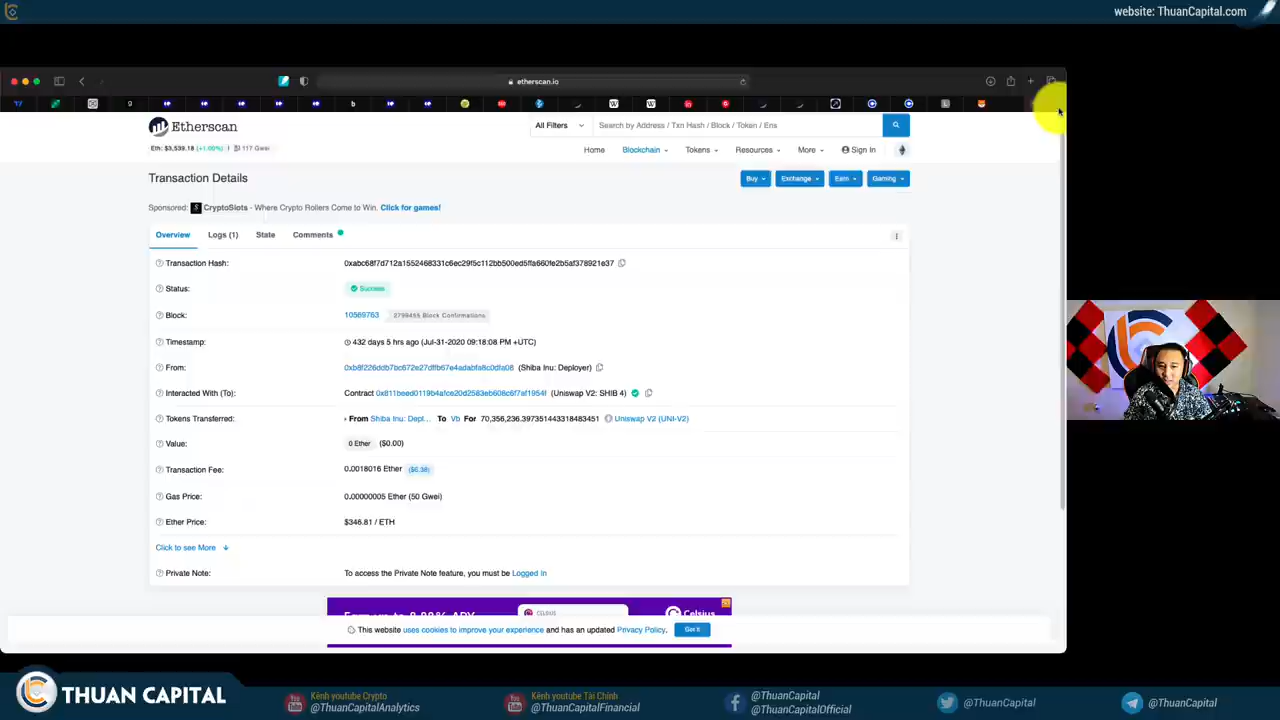 website: ThuanCapital.com
etherscan.io
Etherscan
All Filters
Search by Address / Txn Hash / Block / Token / Ens
Eth: $3,539.18 (+1.00%) | 117 Gwei
Home Blockchain Tokens Resources More Sign In
Transaction Details
Buy Exchange Earn Gaming
Sponsored: CryptoSlots - Where Crypto Rollers Come to Win. Click for games!
Overview Logs (1) State Comments
Transaction Hash: 0xabc68f7d712a1552468331c6ec29f5c112bb500ed5ffa660fe2b5af378921e37
Status: Success
Block: 10569763 2799455 Block Confirmations
Timestamp: 432 days 5 hrs ago (Jul-31-2020 09:18:08 PM +UTC)
From: 0xb8f226ddb7bc672e27dffb67e4adabfa8c0dfa08 (Shiba Inu: Deployer)
Interacted With (To): Contract 0x811beed0119b4afce20d2583eb608c6f7af1954f (Uniswap V2: SHIB 4)
Tokens Transferred: From Shiba Inu: Depl... To Vb For 70,356,236.397351443318483451 Uniswap V2 (UNI-V2)
Value: 0 Ether ($0.00)
Transaction Fee: 0.0018016 Ether ($6.38)
Gas Price: 0.00000005 Ether (50 Gwei)
Ether Price: $346.81 / ETH
Click to see More
Private Note: To access the Private Note feature, you must be Logged In
CELSIUS
Celsius
This website uses cookies to improve your experience and has an updated Privacy Policy. Got It
THUAN CAPITAL
Kênh youtube Crypto
@ThuanCapitalAnalytics
Kênh youtube Tài Chính
@ThuanCapitalFinancial
@ThuanCapital
@ThuanCapitalOfficial
@ThuanCapital
@ThuanCapital